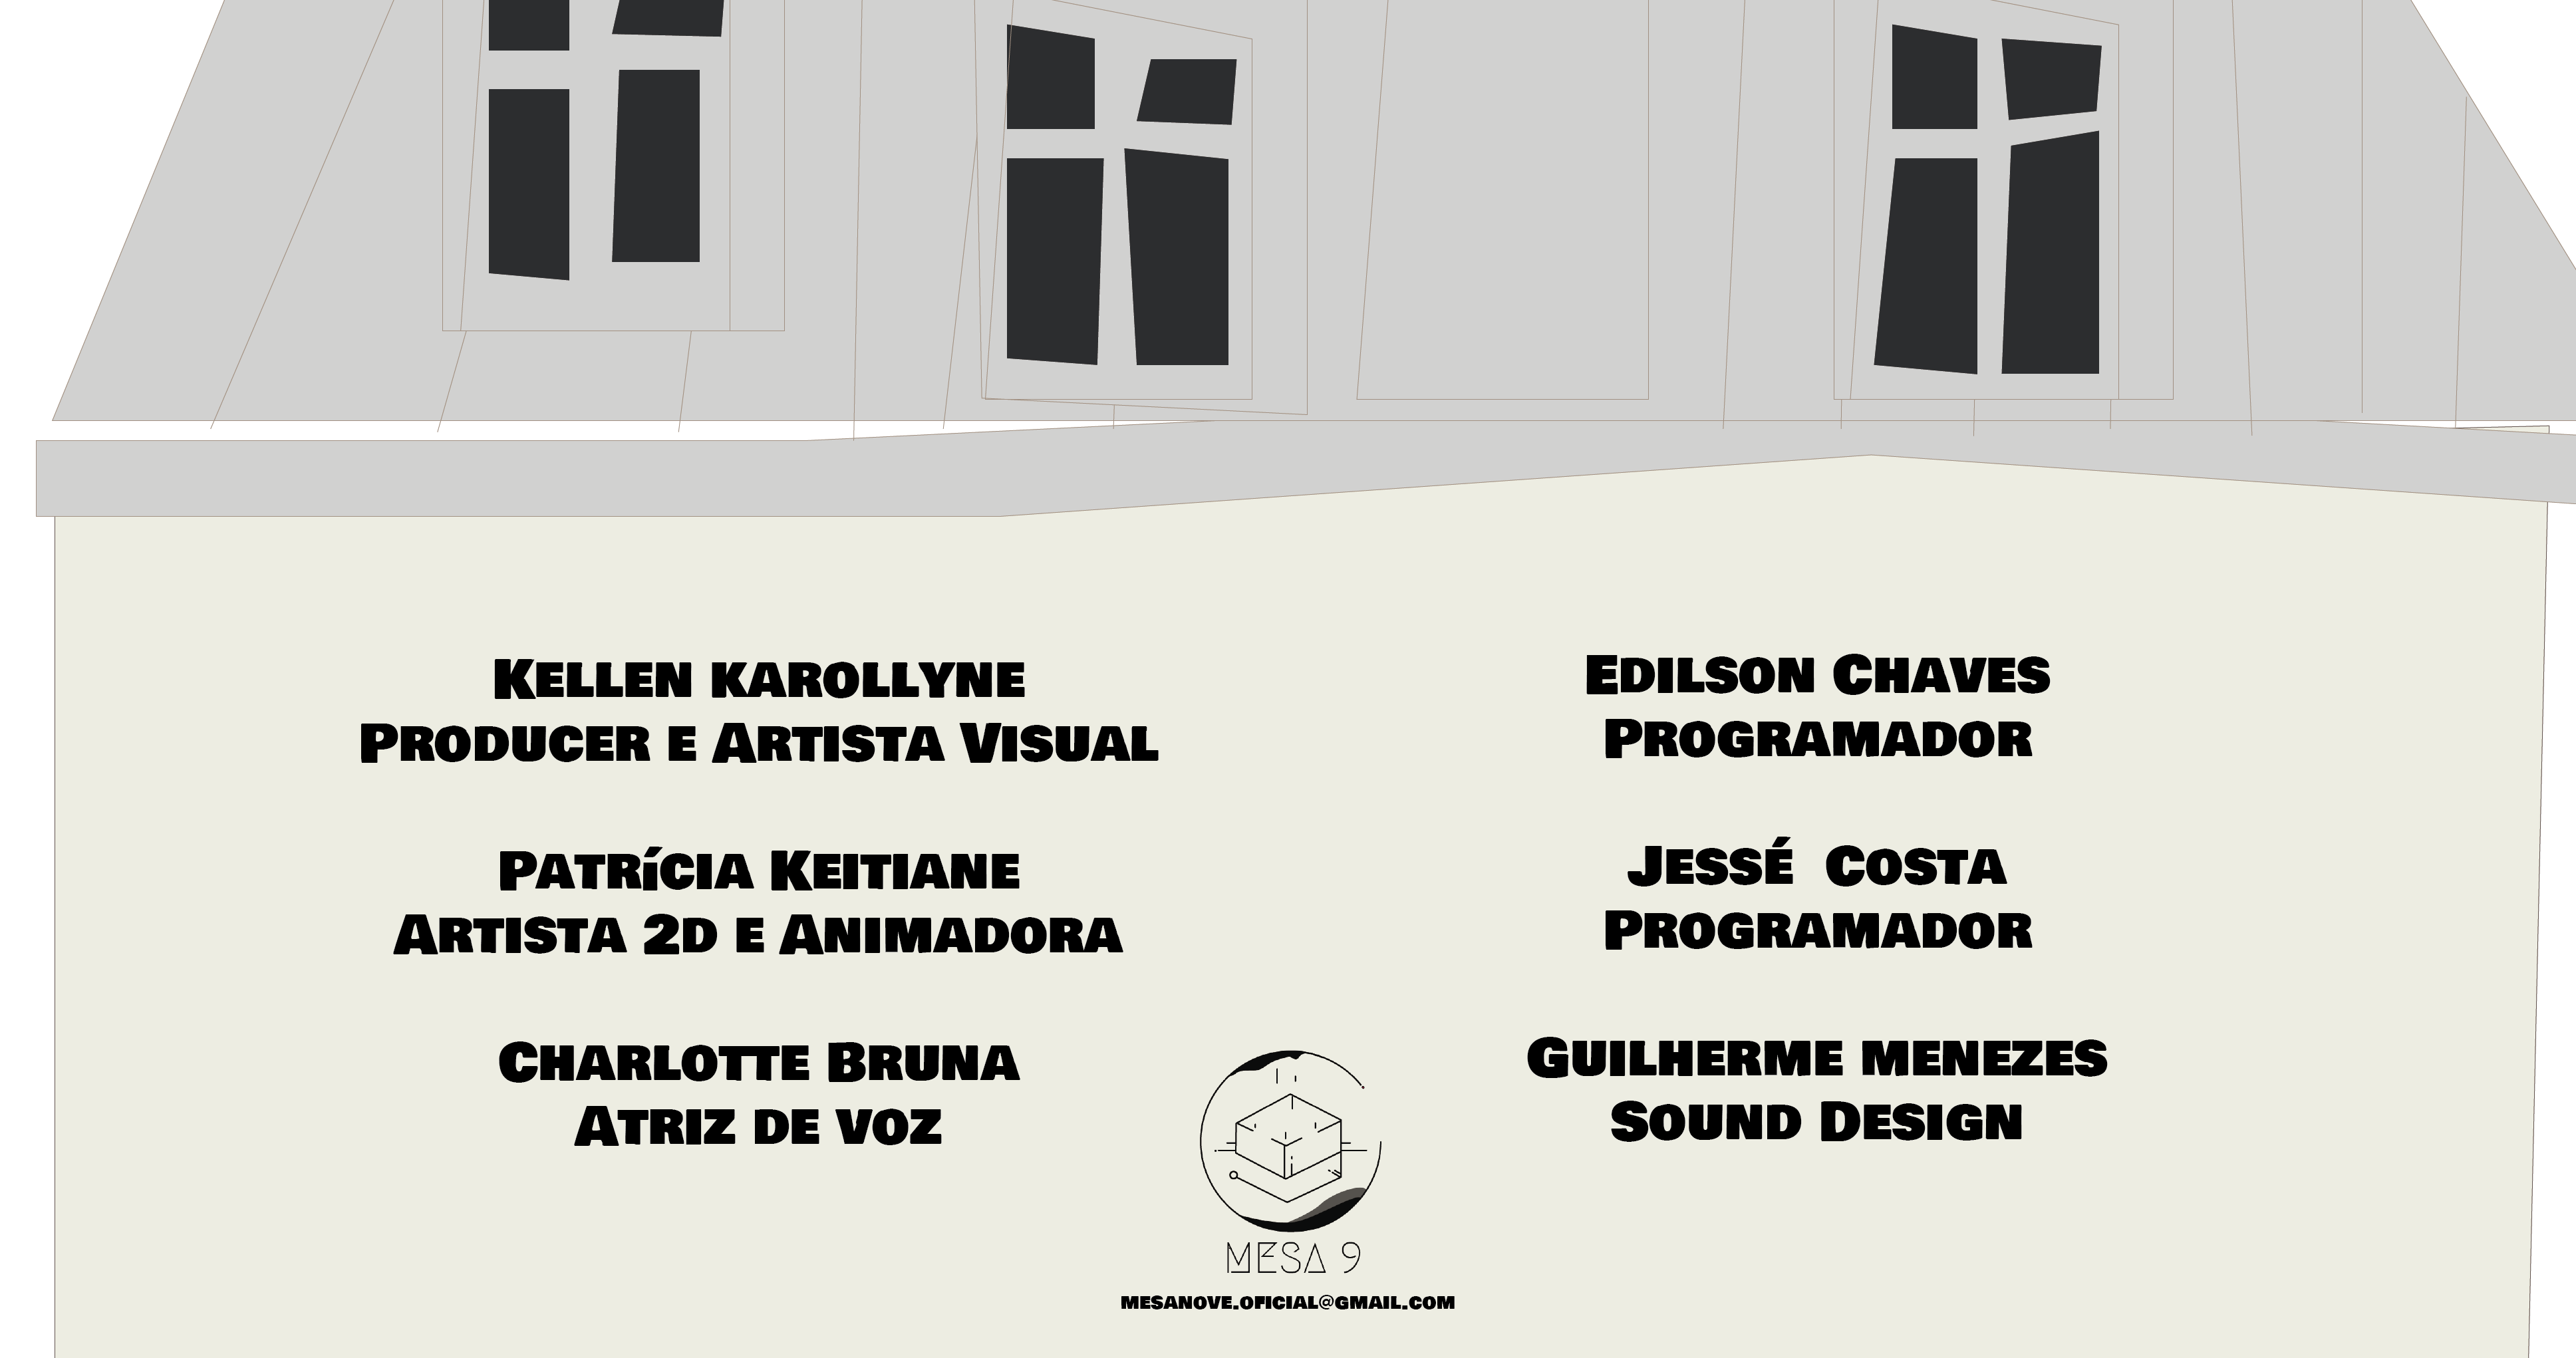 Kellen karollyne
Producer e Artista Visual
Patrícia Keitiane
Artista 2d e Animadora
Charlotte Bruna
Atriz de voz
Edilson Chaves
Programador
Jessé  Costa
Programador
Guilherme menezes
Sound Design
MESA 9
mesanove.oficial@gmail.com